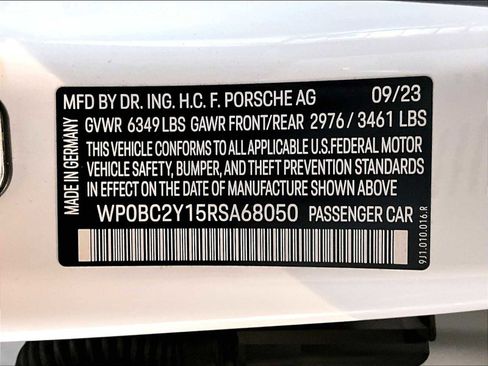 MFD BY DR. ING. H.C. F. PORSCHE AG 09/23
GVWR 6349 LBS GAWR FRONT/REAR 2976 / 3461 LBS
THIS VEHICLE CONFORMS TO ALL APPLICABLE U.S.FEDERAL MOTOR
VEHICLE SAFETY, BUMPER, AND THEFT PREVENTION STANDARDS
IN EFFECT ON THE DATE OF MANUFACTURE SHOWN ABOVE
WP0BC2Y15RSA68050 PASSENGER CAR
MADE IN GERMANY
9J1.010.016.R